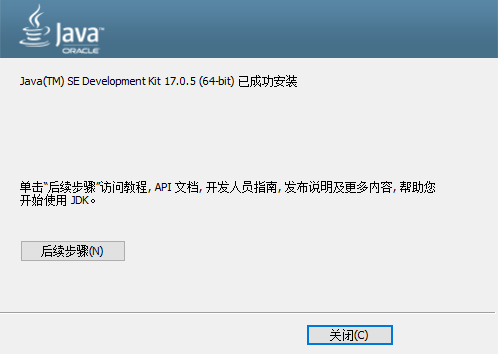 Java™
ORACLE
Java(TM) SE Development Kit 17.0.5 (64-bit) 已成功安装
单击“后续步骤”访问教程, API 文档, 开发人员指南, 发布说明及更多内容, 帮助您
开始使用 JDK。
后续步骤(N)
关闭(C)